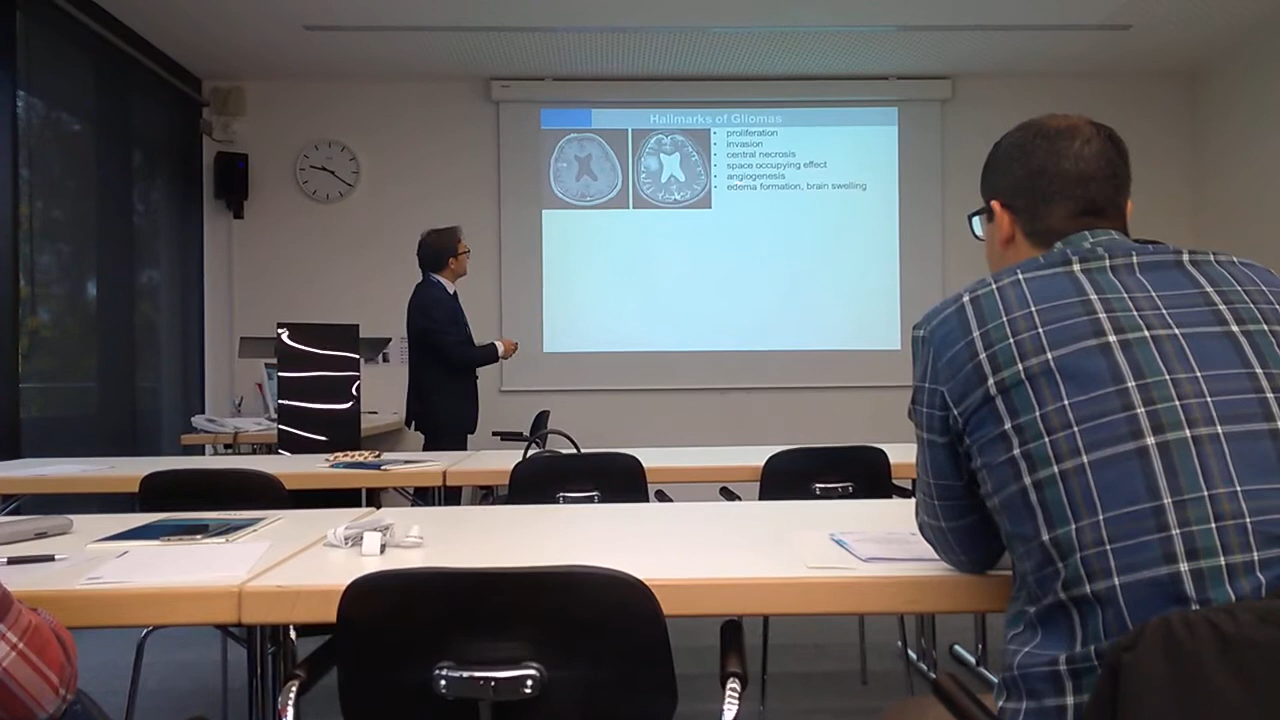 Hallmarks of Gliomas
• proliferation
• invasion
• central necrosis
• space occupying effect
• angiogenesis
• edema formation, brain swelling